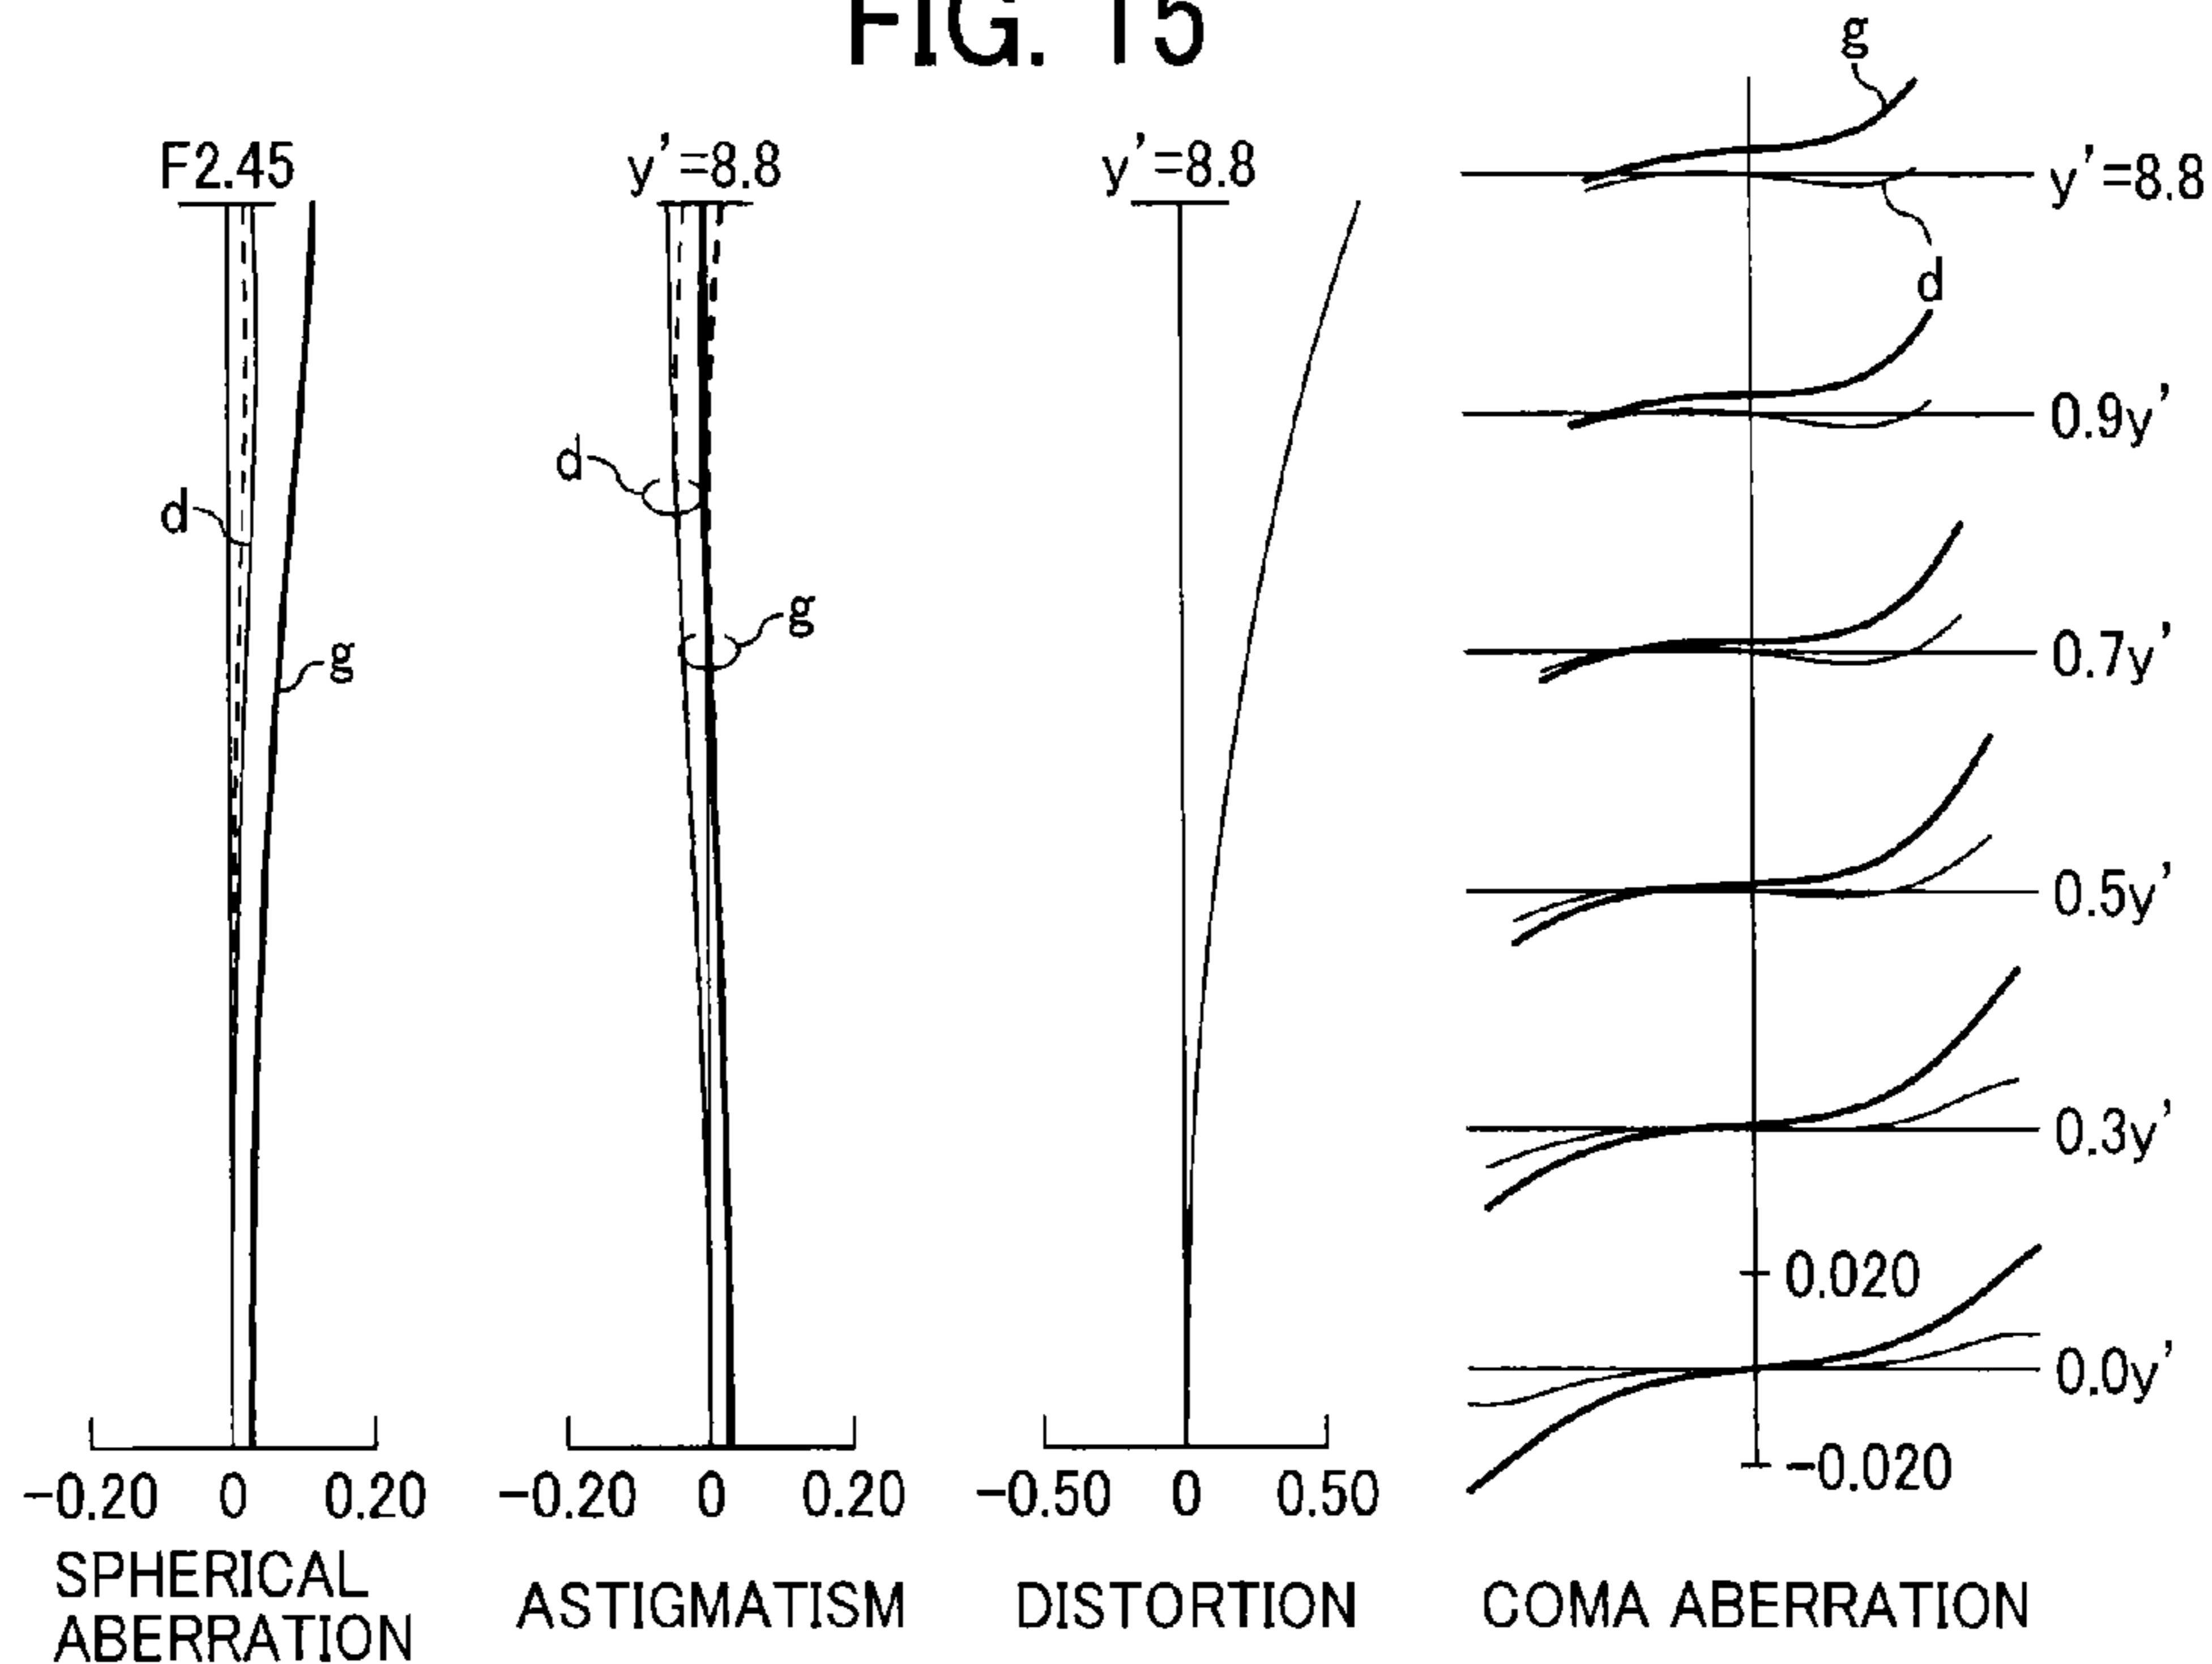 FIG. 15
F2.45
d
g
-0.20 0 0.20
SPHERICAL
ABERRATION
y'=8.8
d
g
-0.20 0 0.20
ASTIGMATISM
y'=8.8
-0.50 0 0.50
DISTORTION
g
y'=8.8
d
0.9y'
0.7y'
0.5y'
0.3y'
0.020
0.0y'
-0.020
COMA ABERRATION